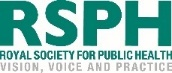 RSPH
ROYAL SOCIETY FOR PUBLIC HEALTH
VISION, VOICE AND PRACTICE